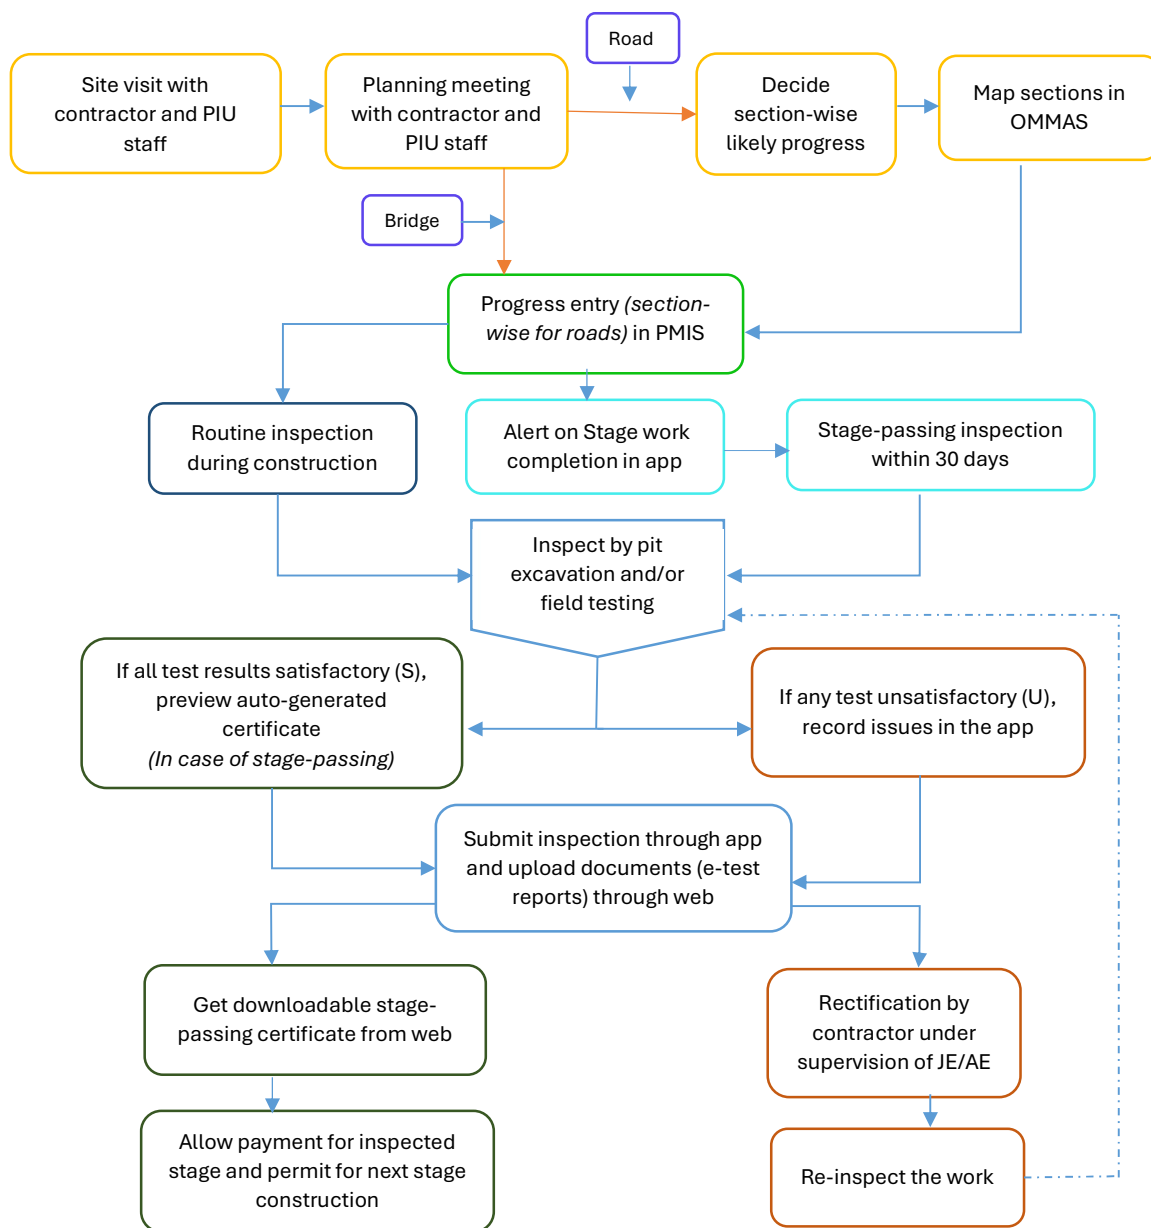 Road
Site visit with
contractor and PIU
staff
Planning meeting
with contractor and
PIU staff
Decide
section-wise
likely progress
Map sections in
OMMAS
Bridge
Progress entry (section-
wise for roads) in PMIS
Routine inspection
during construction
Alert on Stage work
completion in app
Stage-passing inspection
within 30 days
Inspect by pit
excavation and/or
field testing
If all test results satisfactory (S),
preview auto-generated
certificate
(In case of stage-passing)
If any test unsatisfactory (U),
record issues in the app
Submit inspection through app
and upload documents (e-test
reports) through web
Get downloadable stage-
passing certificate from web
Rectification by
contractor under
supervision of JE/AE
Allow payment for inspected
stage and permit for next stage
construction
Re-inspect the work